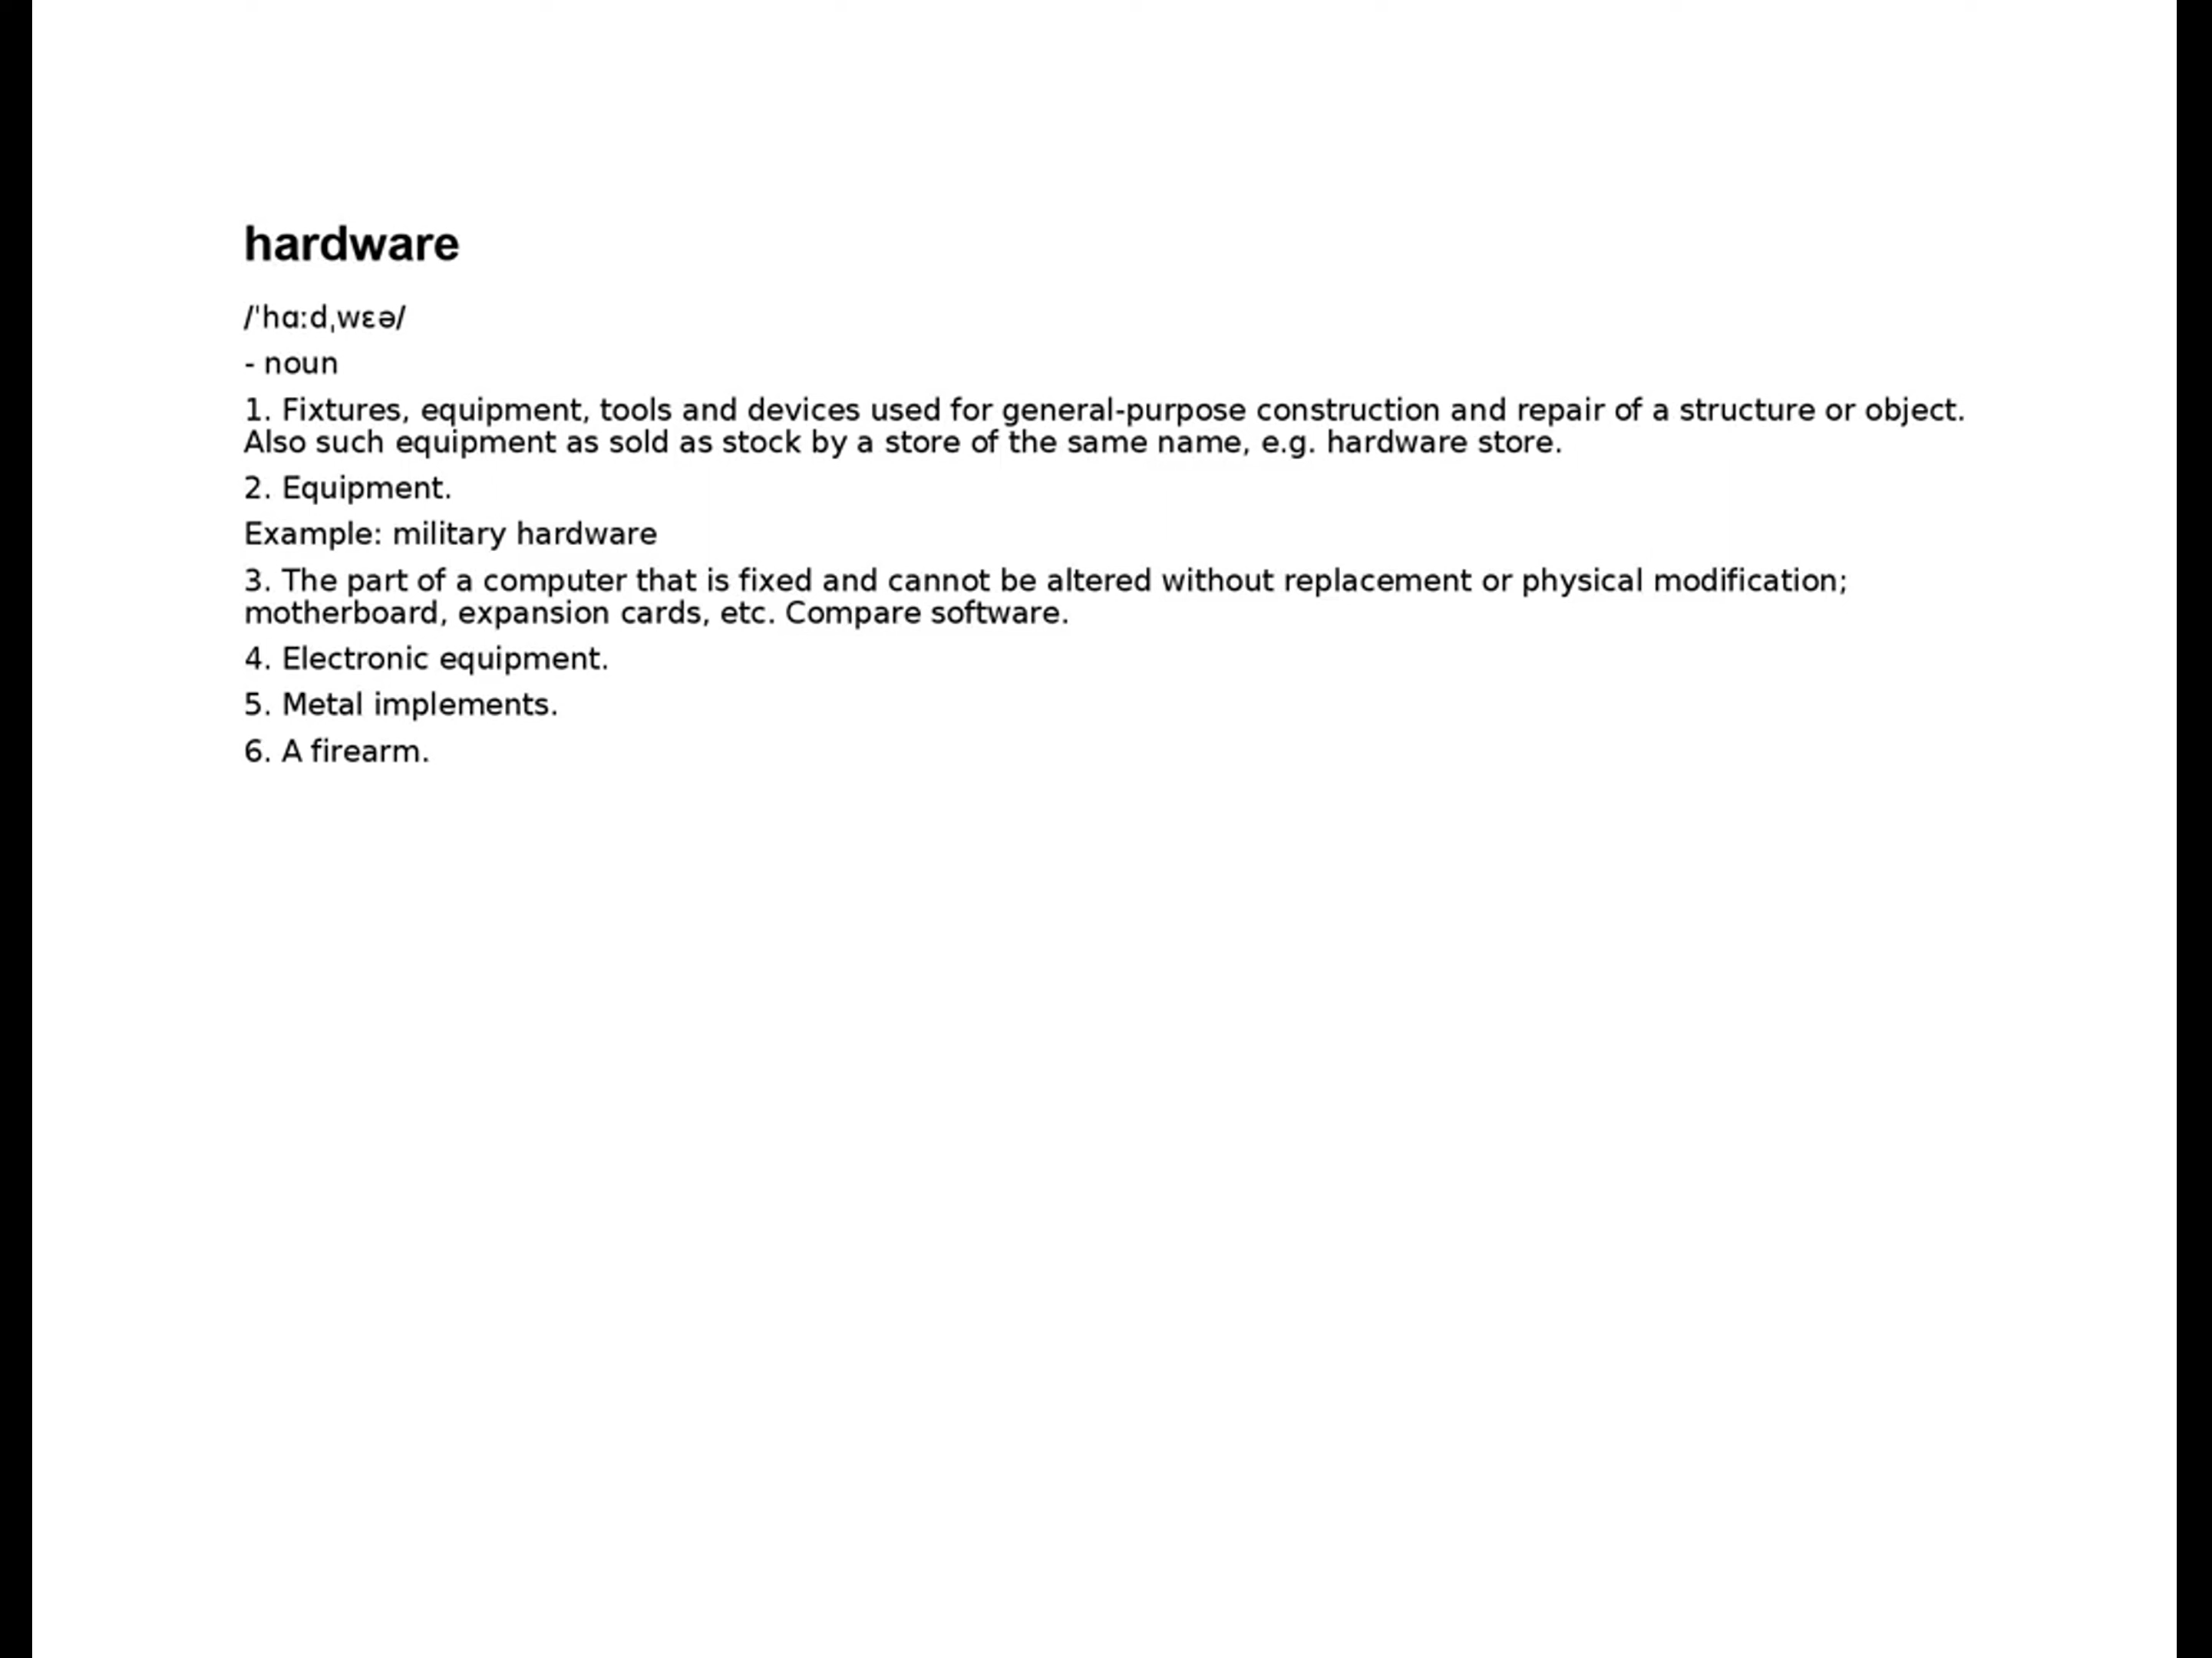 hardware
/ˈhɑːdˌwɛə/
- noun
1. Fixtures, equipment, tools and devices used for general-purpose construction and repair of a structure or object.
Also such equipment as sold as stock by a store of the same name, e.g. hardware store.
2. Equipment.
Example: military hardware
3. The part of a computer that is fixed and cannot be altered without replacement or physical modification;
motherboard, expansion cards, etc. Compare software.
4. Electronic equipment.
5. Metal implements.
6. A firearm.